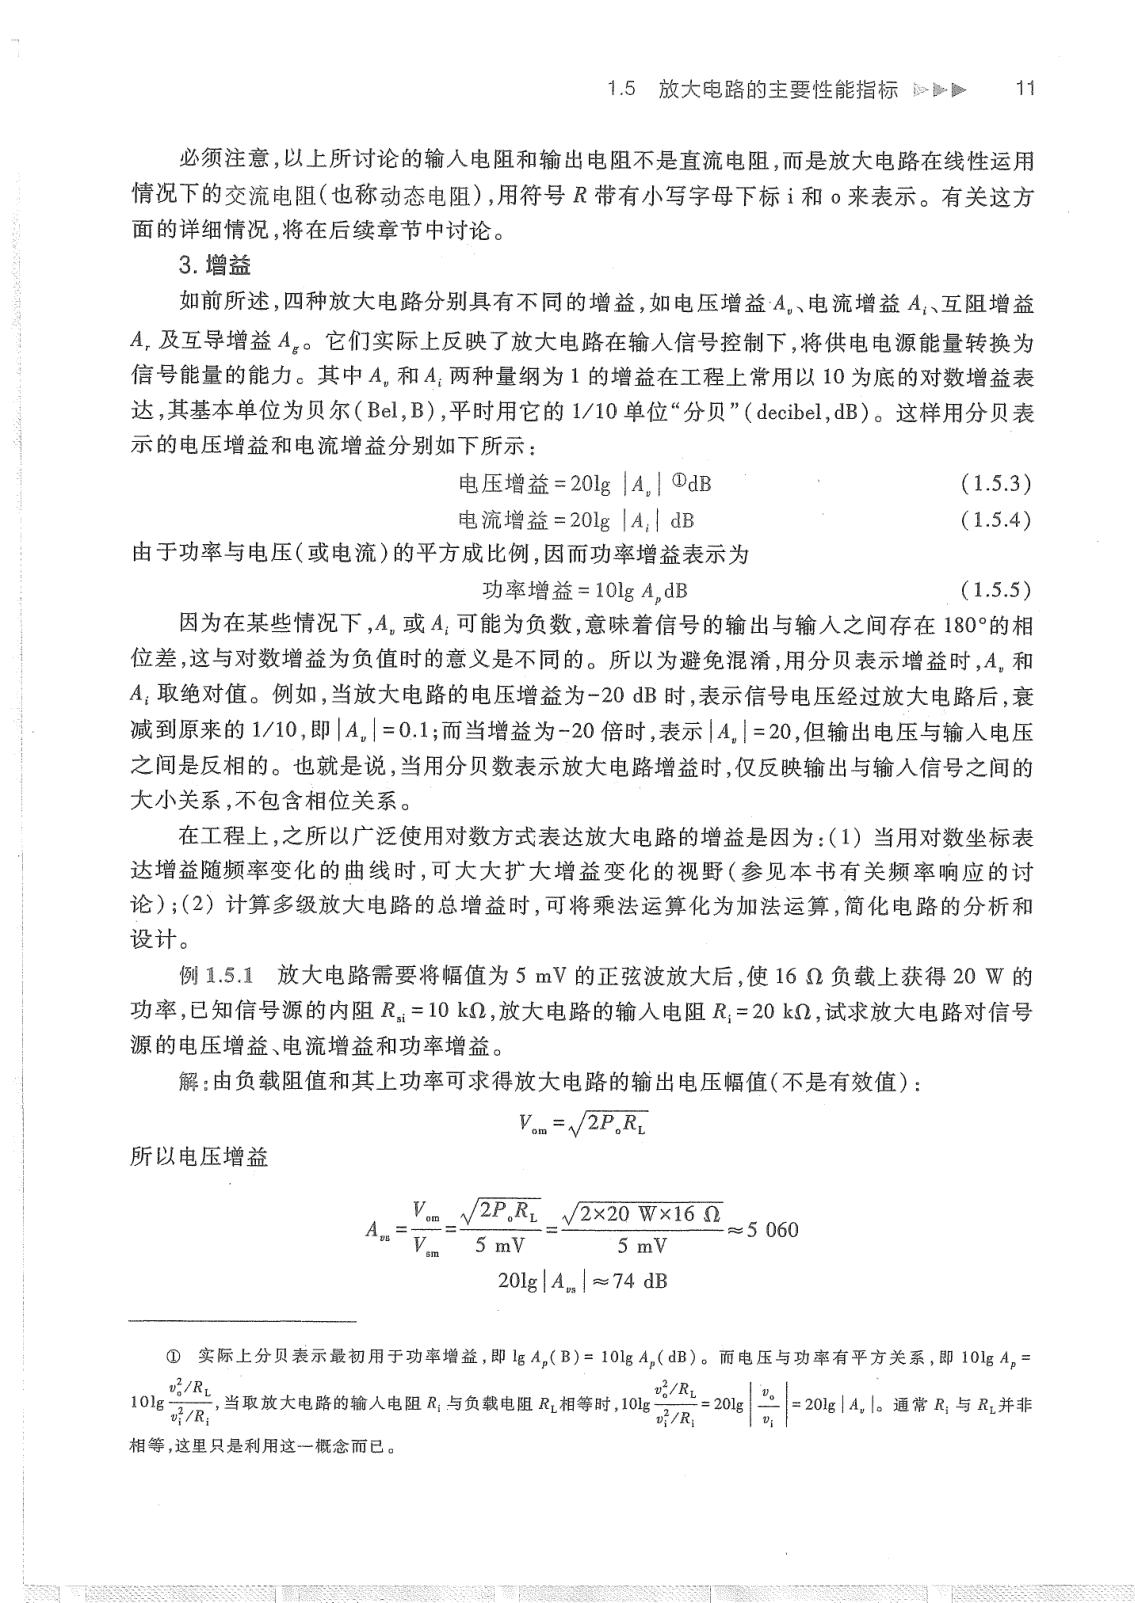 1.5 放大电路的主要性能指标 11
必须注意,以上所讨论的输入电阻和输出电阻不是直流电阻,而是放大电路在线性运用
情况下的交流电阻(也称动态电阻),用符号 R 带有小写字母下标 i 和 o 来表示。有关这方
面的详细情况,将在后续章节中讨论。
3. 增益
如前所述,四种放大电路分别具有不同的增益,如电压增益 Aᵥ、电流增益 Aᵢ、互阻增益
Aᵣ 及互导增益 A_g。它们实际上反映了放大电路在输入信号控制下,将供电电源能量转换为
信号能量的能力。其中 Aᵥ 和 Aᵢ 两种量纲为 1 的增益在工程上常用以 10 为底的对数增益表
达,其基本单位为贝尔(Bel,B),平时用它的 1/10 单位“分贝”(decibel,dB)。这样用分贝表
示的电压增益和电流增益分别如下所示:
电压增益=20lg |Aᵥ| ①dB (1.5.3)
电流增益=20lg |Aᵢ| dB (1.5.4)
由于功率与电压(或电流)的平方成比例,因而功率增益表示为
功率增益=10lg A_p dB (1.5.5)
因为在某些情况下,Aᵥ 或 Aᵢ 可能为负数,意味着信号的输出与输入之间存在 180°的相
位差,这与对数增益为负值时的意义是不同的。所以为避免混淆,用分贝表示增益时,Aᵥ 和
Aᵢ 取绝对值。例如,当放大电路的电压增益为-20 dB 时,表示信号电压经过放大电路后,衰
减到原来的 1/10,即|Aᵥ|=0.1;而当增益为-20 倍时,表示|Aᵥ|=20,但输出电压与输入电压
之间是反相的。也就是说,当用分贝数表示放大电路增益时,仅反映输出与输入信号之间的
大小关系,不包含相位关系。
在工程上,之所以广泛使用对数方式表达放大电路的增益是因为:(1) 当用对数坐标表
达增益随频率变化的曲线时,可大大扩大增益变化的视野(参见本书有关频率响应的讨
论);(2) 计算多级放大电路的总增益时,可将乘法运算化为加法运算,简化电路的分析和
设计。
例 1.5.1 放大电路需要将幅值为 5 mV 的正弦波放大后,使 16 Ω 负载上获得 20 W 的
功率,已知信号源的内阻 R_si=10 kΩ,放大电路的输入电阻 R_i=20 kΩ,试求放大电路对信号
源的电压增益、电流增益和功率增益。
解:由负载阻值和其上功率可求得放大电路的输出电压幅值(不是有效值):
V_om=√(2P_oR_L)
所以电压增益
A_vs=V_om/V_sm=√(2P_oR_L)/5 mV=√(2×20 W×16 Ω)/5 mV≈5 060
20lg|A_vs|≈74 dB
① 实际上分贝表示最初用于功率增益,即 lg A_p(B)= 10lg A_p(dB)。而电压与功率有平方关系,即 10lg A_p =
10lg (v_o²/R_L)/(v_i²/R_i),当取放大电路的输入电阻 R_i 与负载电阻 R_L相等时,10lg (v_o²/R_L)/(v_i²/R_i)=20lg |v_o/v_i|=20lg|Aᵥ|。通常 R_i 与 R_L并非
相等,这里只是利用这一概念而已。